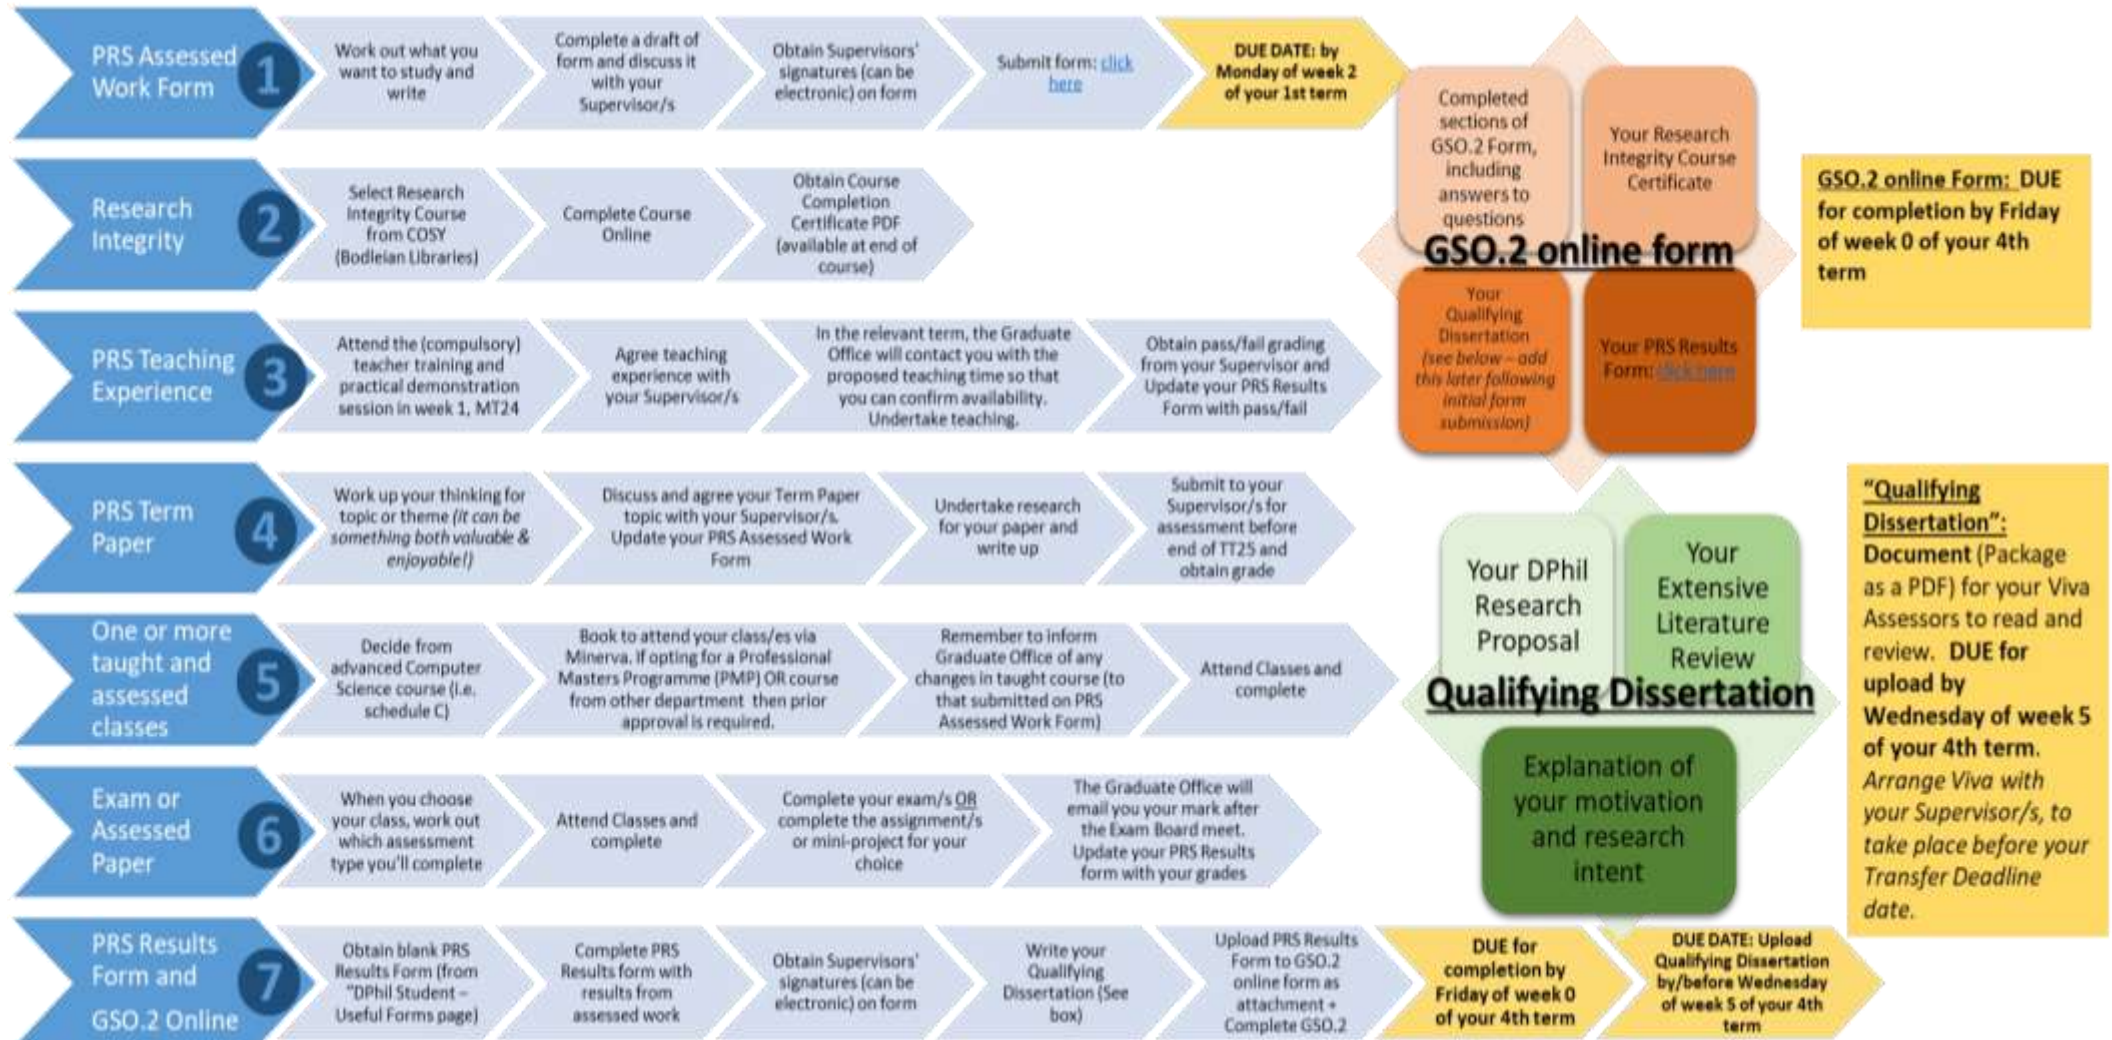 PRS Assessed
Work Form
1
Work out what you
want to study and
write
Complete a draft of
form and discuss it
with your
Supervisor/s
Obtain Supervisors'
signatures (can be
electronic) on form
Submit form: click
here
DUE DATE: by
Monday of week 2
of your 1st term
Research
Integrity
2
Select Research
Integrity Course
from COSY
(Bodleian Libraries)
Complete Course
Online
Obtain Course
Completion
Certificate PDF
(available at end of
course)
PRS Teaching
Experience
3
Attend the (compulsory)
teacher training and
practical demonstration
session in week 1, MT24
Agree teaching
experience with
your Supervisor/s
In the relevant term, the Graduate
Office will contact you with the
proposed teaching time so that
you can confirm availability.
Undertake teaching.
Obtain pass/fail grading
from your Supervisor and
Update your PRS Results
Form with pass/fail
PRS Term
Paper
4
Work up your thinking for
topic or theme (it can be
something both valuable &
enjoyable!)
Discuss and agree your Term Paper
topic with your Supervisor/s.
Update your PRS Assessed Work
Form
Undertake research
for your paper and
write up
Submit to your
Supervisor/s for
assessment before
end of TT25 and
obtain grade
One or more
taught and
assessed
classes
5
Decide from
advanced Computer
Science course (i.e.
schedule C)
Book to attend your class/es via
Minerva. If opting for a Professional
Masters Programme (PMP) OR course
from other department then prior
approval is required.
Remember to inform
Graduate Office of any
changes in taught course (to
that submitted on PRS
Assessed Work Form)
Attend Classes and
complete
Exam or
Assessed
Paper
6
When you choose
your class, work out
which assessment
type you'll complete
Attend Classes and
complete
Complete your exam/s OR
complete the assignment/s
or mini-project for your
choice
The Graduate Office will
email you your mark after
the Exam Board meet.
Update your PRS Results
form with your grades
PRS Results
Form and
GSO.2 Online
7
Obtain blank PRS
Results Form (from
"DPhil Student –
Useful Forms page)
Complete PRS
Results form with
results from
assessed work
Obtain Supervisors'
signatures (can be
electronic) on form
Write your
Qualifying
Dissertation (See
box)
Upload PRS Results
Form to GSO.2
online form as
attachment +
Complete GSO.2
DUE for
completion by
Friday of week 0
of your 4th term
DUE DATE: Upload
Qualifying Dissertation
by/before Wednesday
of week 5 of your 4th
term
Completed
sections of
GSO.2 Form,
including
answers to
questions
Your Research
Integrity Course
Certificate
GSO.2 online form
Your
Qualifying
Dissertation
(see below – add
this later following
initial form
submission)
Your PRS Results
Form: click here
GSO.2 online Form: DUE
for completion by Friday
of week 0 of your 4th
term
Your DPhil
Research
Proposal
Your
Extensive
Literature
Review
Qualifying Dissertation
Explanation of
your motivation
and research
intent
"Qualifying
Dissertation":
Document (Package
as a PDF) for your Viva
Assessors to read and
review. DUE for
upload by
Wednesday of week 5
of your 4th term.
Arrange Viva with
your Supervisor/s, to
take place before your
Transfer Deadline
date.